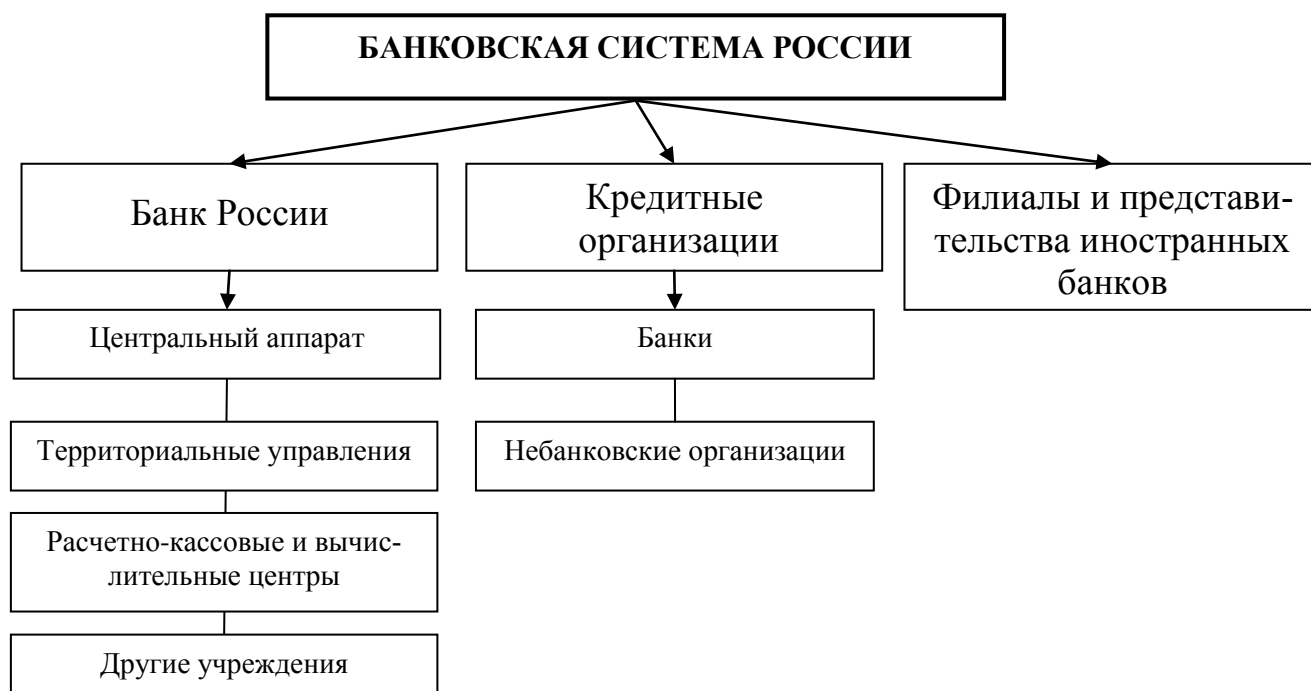 БАНКОВСКАЯ СИСТЕМА РОССИИ
Банк России
Кредитные
организации
Филиалы и представи-
тельства иностранных
банков
Центральный аппарат
Банки
Территориальные управления
Небанковские организации
Расчетно-кассовые и вычис-
лительные центры
Другие учреждения